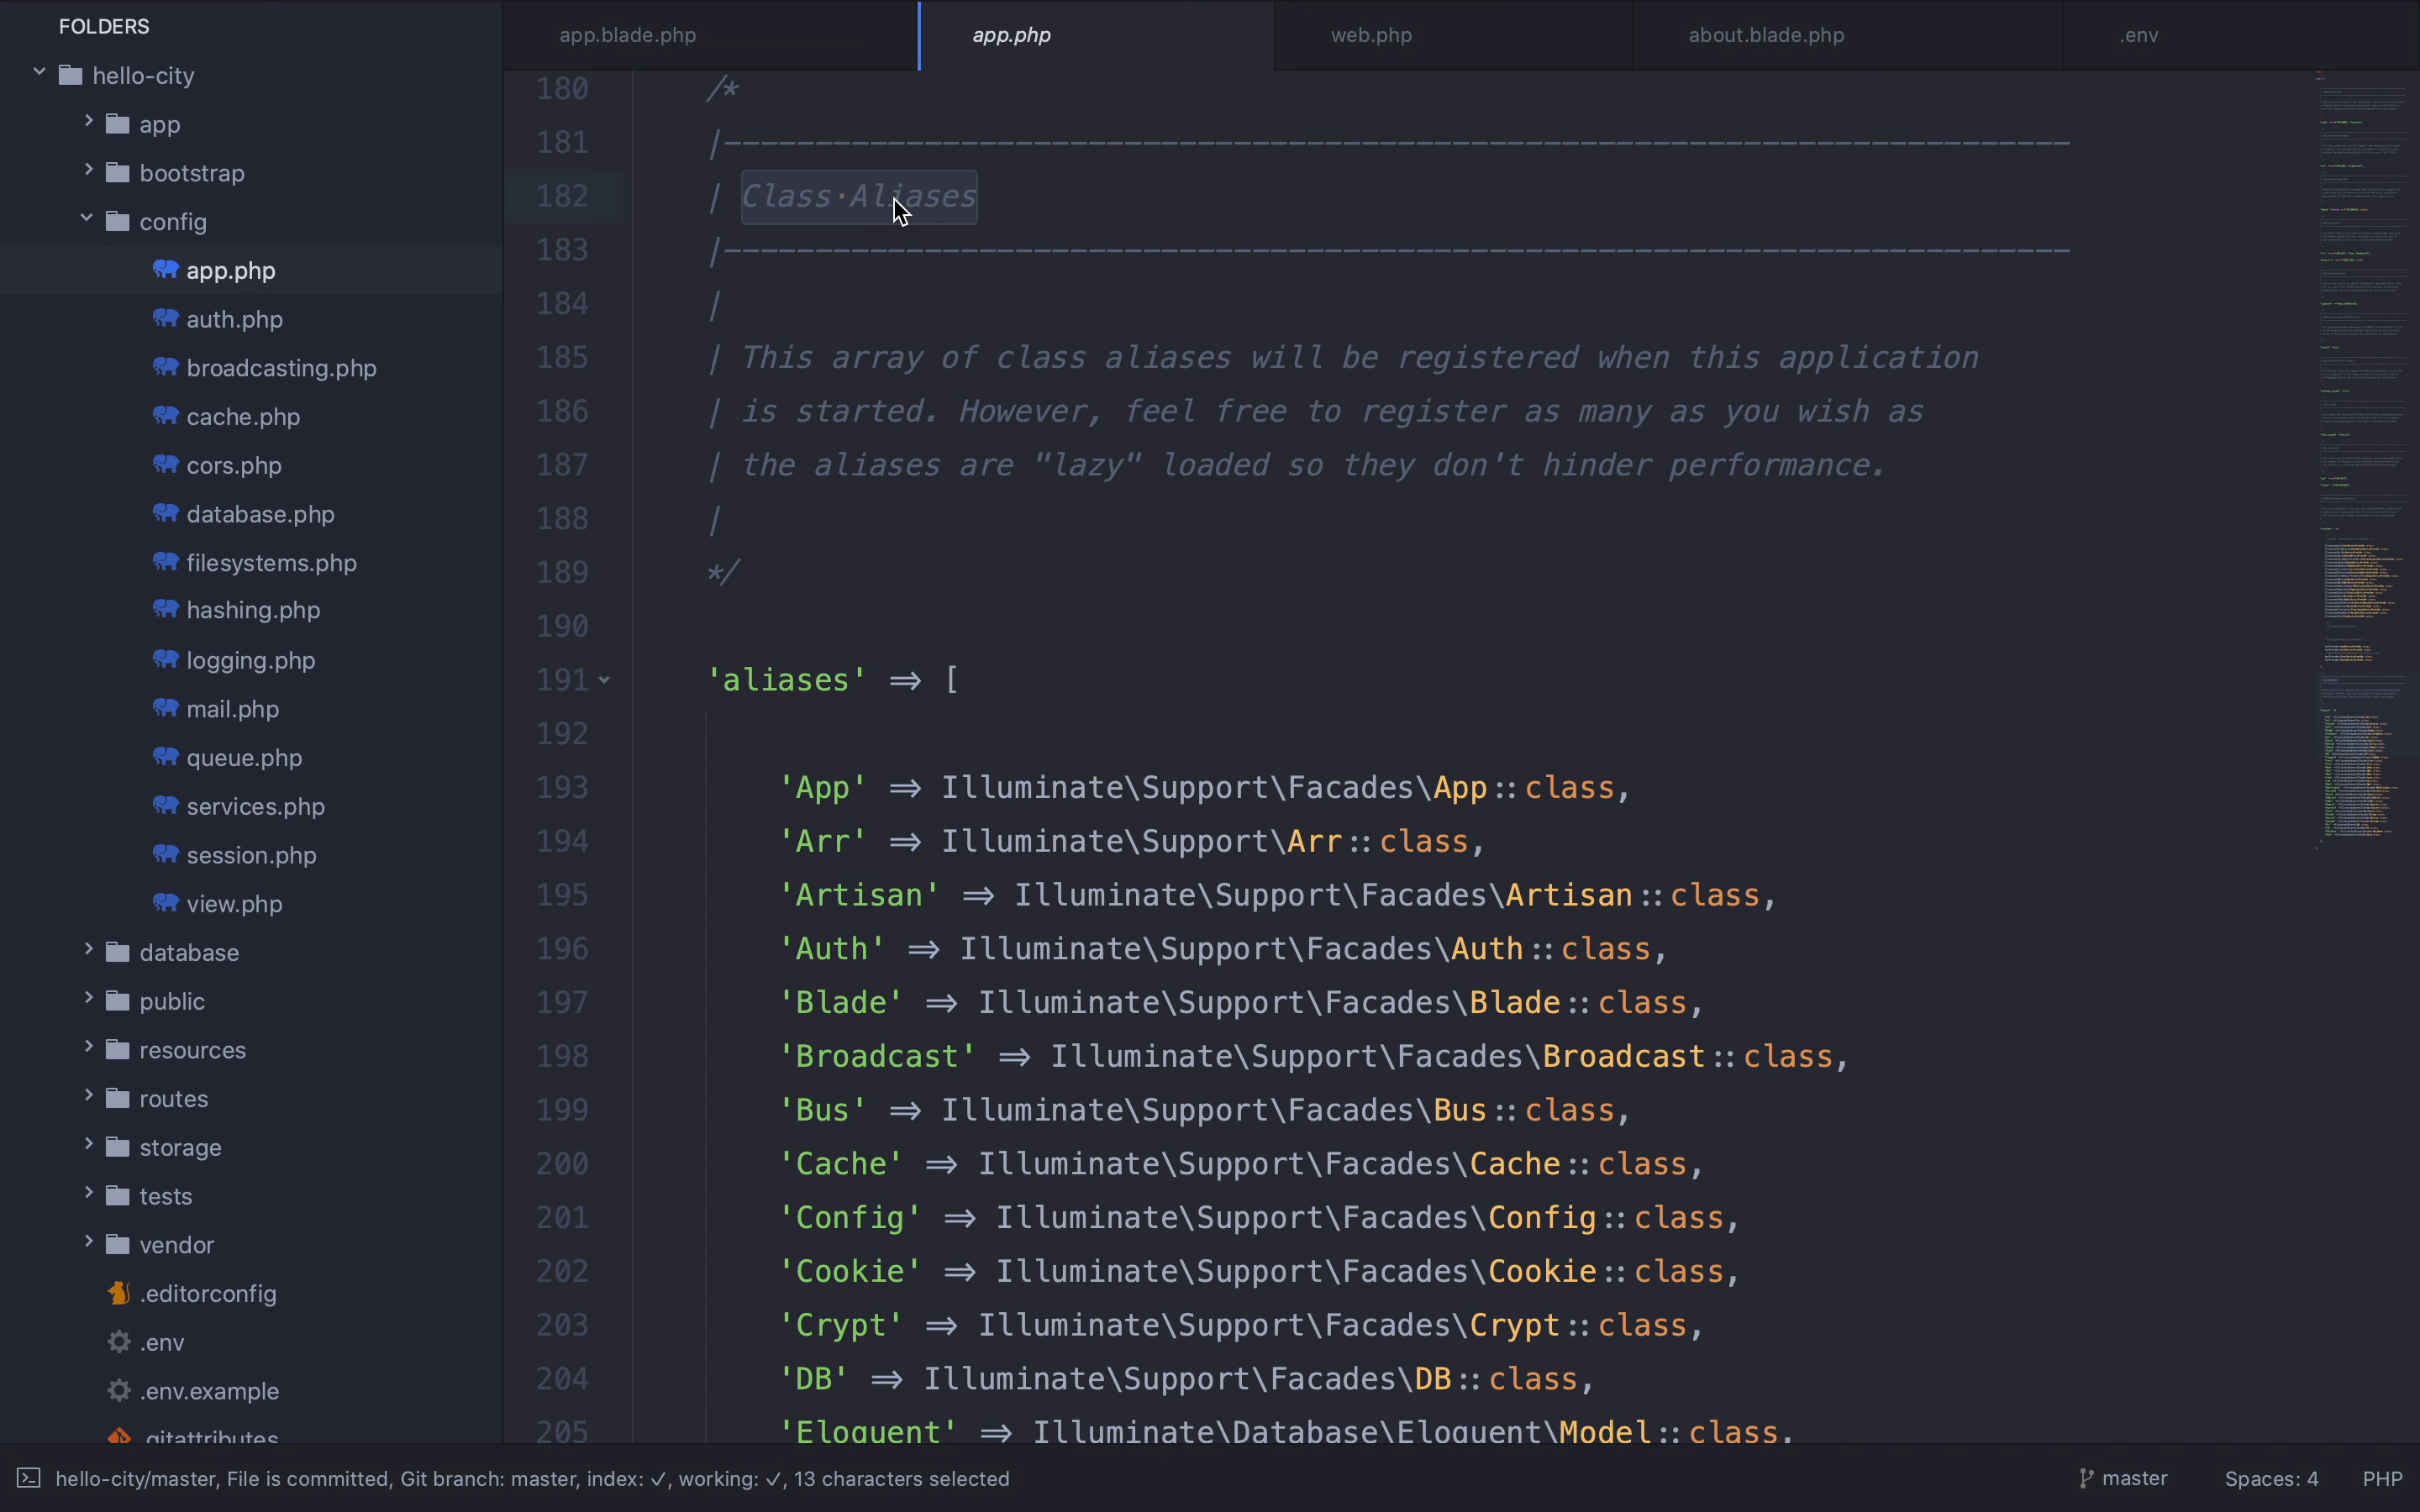 FOLDERS
hello-city
app
bootstrap
config
app.php
auth.php
broadcasting.php
cache.php
cors.php
database.php
filesystems.php
hashing.php
logging.php
mail.php
queue.php
services.php
session.php
view.php
database
public
resources
routes
storage
tests
vendor
.editorconfig
.env
.env.example
.gitattributes
app.blade.php app.php web.php about.blade.php .env
180 /*
181 |--------------------------------------------------------------------------
182 | Class·Aliases
183 |--------------------------------------------------------------------------
184 |
185 | This array of class aliases will be registered when this application
186 | is started. However, feel free to register as many as you wish as
187 | the aliases are "lazy" loaded so they don't hinder performance.
188 |
189 */
190
191 'aliases' => [
192
193 'App' => Illuminate\Support\Facades\App::class,
194 'Arr' => Illuminate\Support\Arr::class,
195 'Artisan' => Illuminate\Support\Facades\Artisan::class,
196 'Auth' => Illuminate\Support\Facades\Auth::class,
197 'Blade' => Illuminate\Support\Facades\Blade::class,
198 'Broadcast' => Illuminate\Support\Facades\Broadcast::class,
199 'Bus' => Illuminate\Support\Facades\Bus::class,
200 'Cache' => Illuminate\Support\Facades\Cache::class,
201 'Config' => Illuminate\Support\Facades\Config::class,
202 'Cookie' => Illuminate\Support\Facades\Cookie::class,
203 'Crypt' => Illuminate\Support\Facades\Crypt::class,
204 'DB' => Illuminate\Support\Facades\DB::class,
205 'Eloquent' => Illuminate\Database\Eloquent\Model::class,
hello-city/master, File is committed, Git branch: master, index: ✓, working: ✓, 13 characters selected master Spaces: 4 PHP